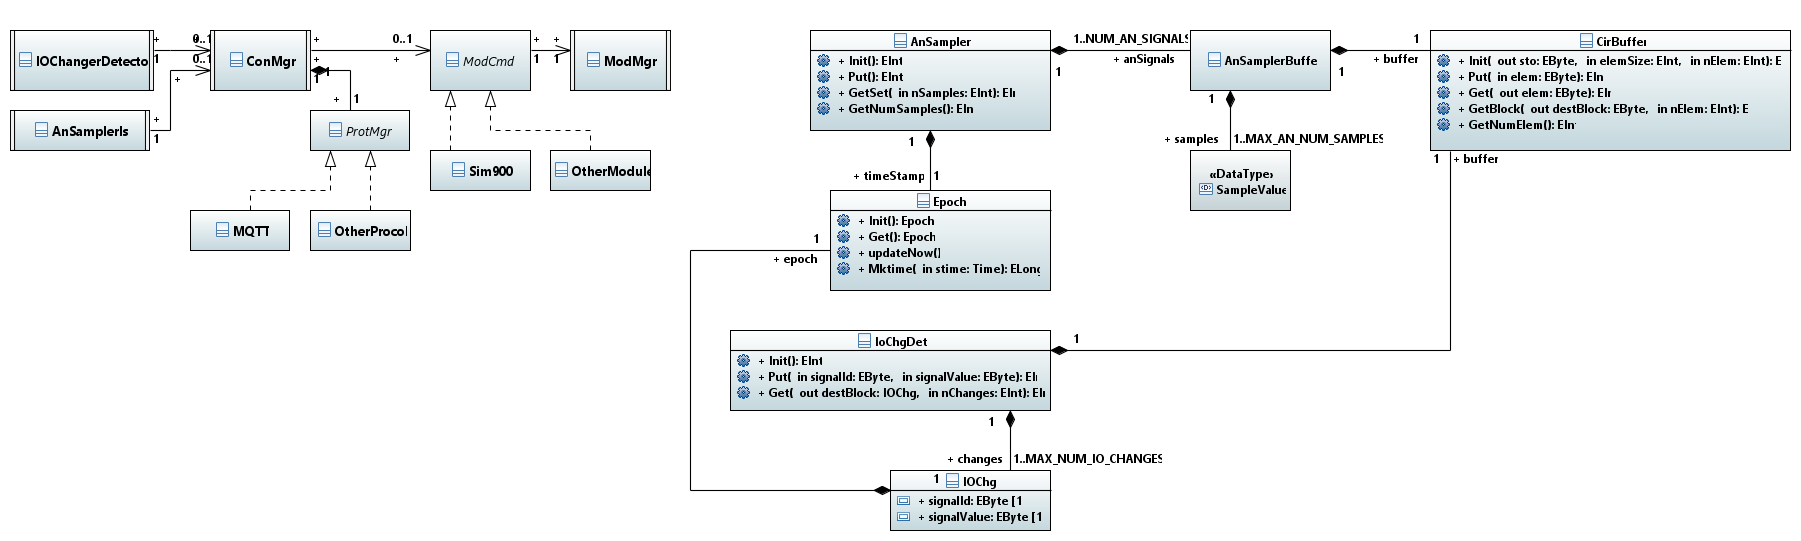 IOChangerDetecto
+
1
0..1
0..1
+
ConMgr
+
+
1
1
0..1
+
ModCmd
+
+
1
1
ModMgr
AnSamplerIs
+
1
+
1
ProtMgr
Sim900
OtherModule
MQTT
OtherProcol
AnSampler
+ Init(): EInt
+ Put(): EInt
+ GetSet( in nSamples: EInt): EI
+ GetNumSamples(): EIn
1..NUM_AN_SIGNALS
+ anSignals
1
AnSamplerBuffe
1
+ buffer
1
CirBuffer
+ Init( out sto: EByte, in elemSize: EInt, in nElem: EInt): E
+ Put( in elem: EByte): EIn
+ Get( out elem: EByte): EIr
+ GetBlock( out destBlock: EByte, in nElem: EInt): E
+ GetNumElem(): EInt
1
+ buffer
1
+ samples
1..MAX_AN_NUM_SAMPLES
«DataType»
SampleValue
1
+ timeStamp
1
Epoch
+ Init(): Epoch
+ Get(): Epoch
+ updateNow()
+ Mktime( in stime: Time): ELong
1
+ epoch
IoChgDet
+ Init(): EInt
+ Put( in signalId: EByte, in signalValue: EByte): EI
+ Get( out destBlock: IOChg, in nChanges: EInt): EI
1
1
+ changes
1..MAX_NUM_IO_CHANGES
1
IOChg
+ signalId: EByte [1
+ signalValue: EByte [1